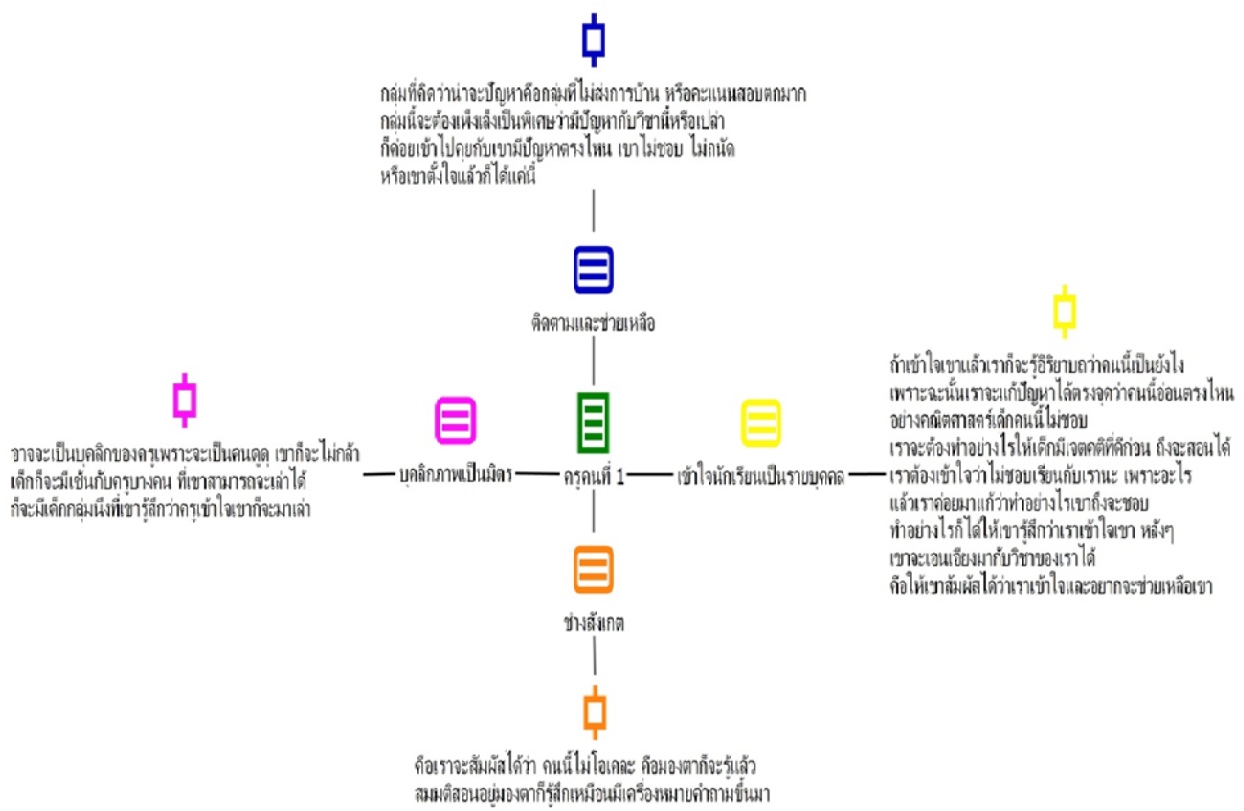 กลุ่มที่คิดว่าน่าจะปัญหาคือกลุ่มที่ไม่ส่งการบ้าน หรือคะแนนสอบตกมาก
กลุ่มนี้จะต้องเพ็งเล็งเป็นพิเศษว่ามีปัญหากับวิชานี้หรือเปล่า
ก็ค่อยเข้าไปคุยกับเขามีปัญหาตรงไหน เขาไม่ชอบ ไม่ถนัด
หรือเขาตั้งใจแล้วก็ได้แค่นี้
ติดตามและช่วยเหลือ
ถ้าเข้าใจเขาแล้วเราก็จะรู้อิริยาบถว่าคนนี้เป็นยังไง
เพราะฉะนั้นเราจะแก้ปัญหาได้ตรงจุดว่าคนนี้อ่อนตรงไหน
อย่างคณิตศาสตร์เด็กคนนี้ไม่ชอบ
เราจะต้องทำอย่างไรให้เด็กมีเจตคติที่ดีก่อน ถึงจะสอนได้
เราต้องเข้าใจว่าไม่ชอบเรียนกับเรานะ เพราะอะไร
แล้วเราค่อยมาแก้ว่าทำอย่างไรเขาถึงจะชอบ
ทำอย่างไรก็ได้ให้เขารู้สึกว่าเราเข้าใจเขา หลังๆ
เขาจะเอนเอียงมากับวิชาของเราได้
คือให้เขาสัมผัสได้ว่าเราเข้าใจและอยากจะช่วยเหลือเขา
อาจจะเป็นบุคลิกของครูเพราะจะเป็นคนดุดุ เขาก็จะไม่กล้า
เด็กก็จะมีเช่นกับครูบางคน ที่เขาสามารถจะเล่าได้
ก็จะมีเด็กกลุ่มนึงที่เขารู้สึกว่าครูเข้าใจเขาก็จะมาเล่า
บุคลิกภาพเป็นมิตร
ครูคนที่ 1
เข้าใจนักเรียนเป็นรายบุคคล
ช่างสังเกต
คือเราจะสัมผัสได้ว่า คนนี้ไม่โอเคละ คือมองตาก็จะรู้แล้ว
สมมติสอนอยู่มองตาก็รู้สึกเหมือนมีเครื่องหมายคำถามขึ้นมา